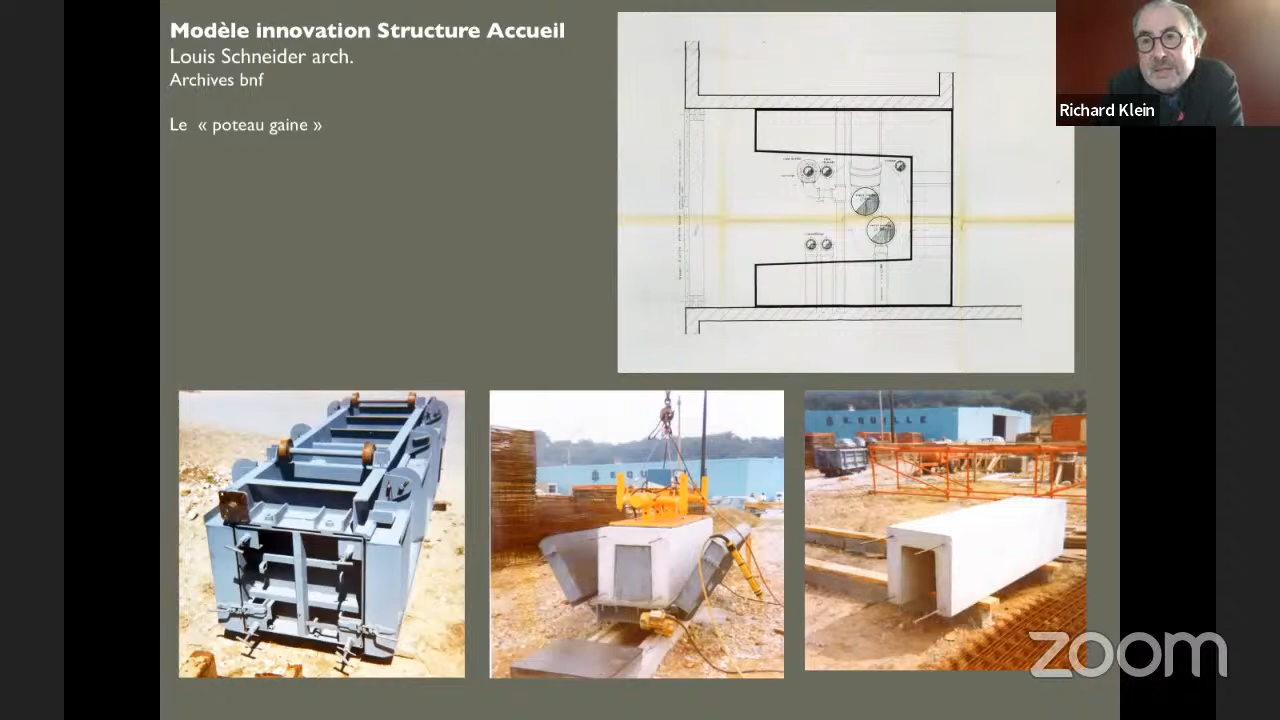 Modèle innovation Structure Accueil
Louis Schneider arch.
Archives bnf
Le « poteau gaine »
Richard Klein
zoom